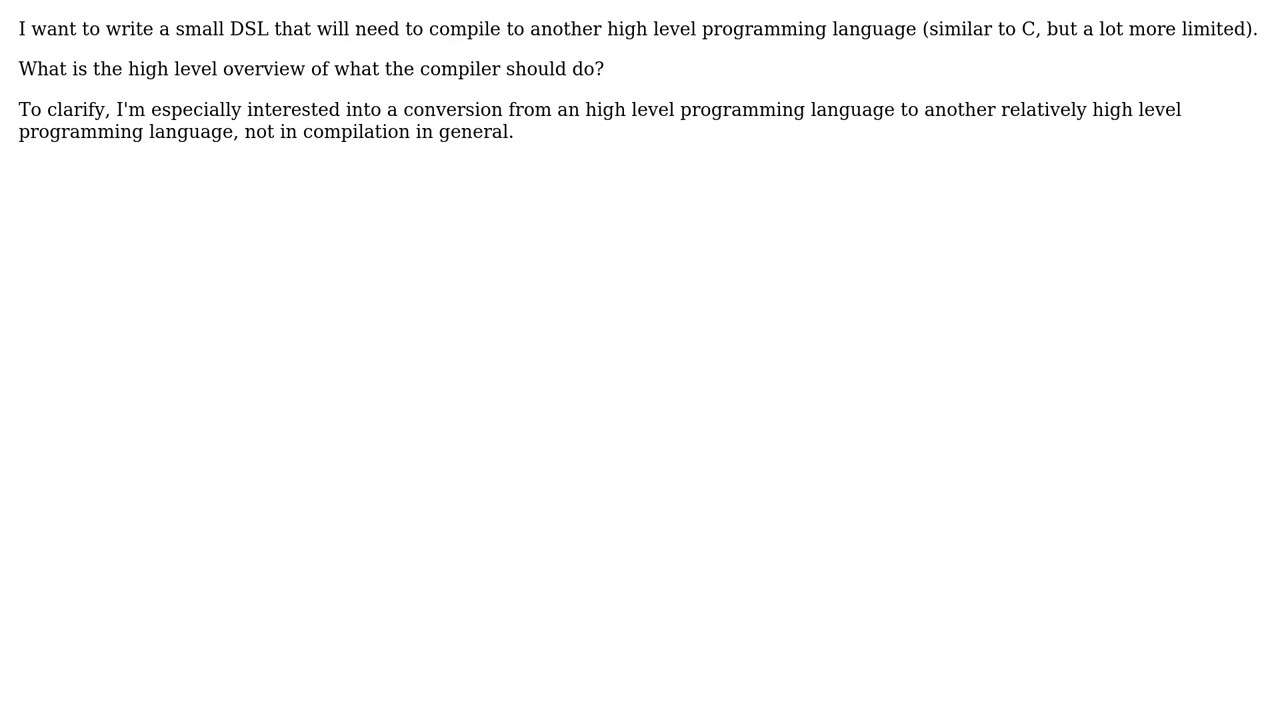 I want to write a small DSL that will need to compile to another high level programming language (similar to C, but a lot more limited).
What is the high level overview of what the compiler should do?
To clarify, I'm especially interested into a conversion from an high level programming language to another relatively high level
programming language, not in compilation in general.